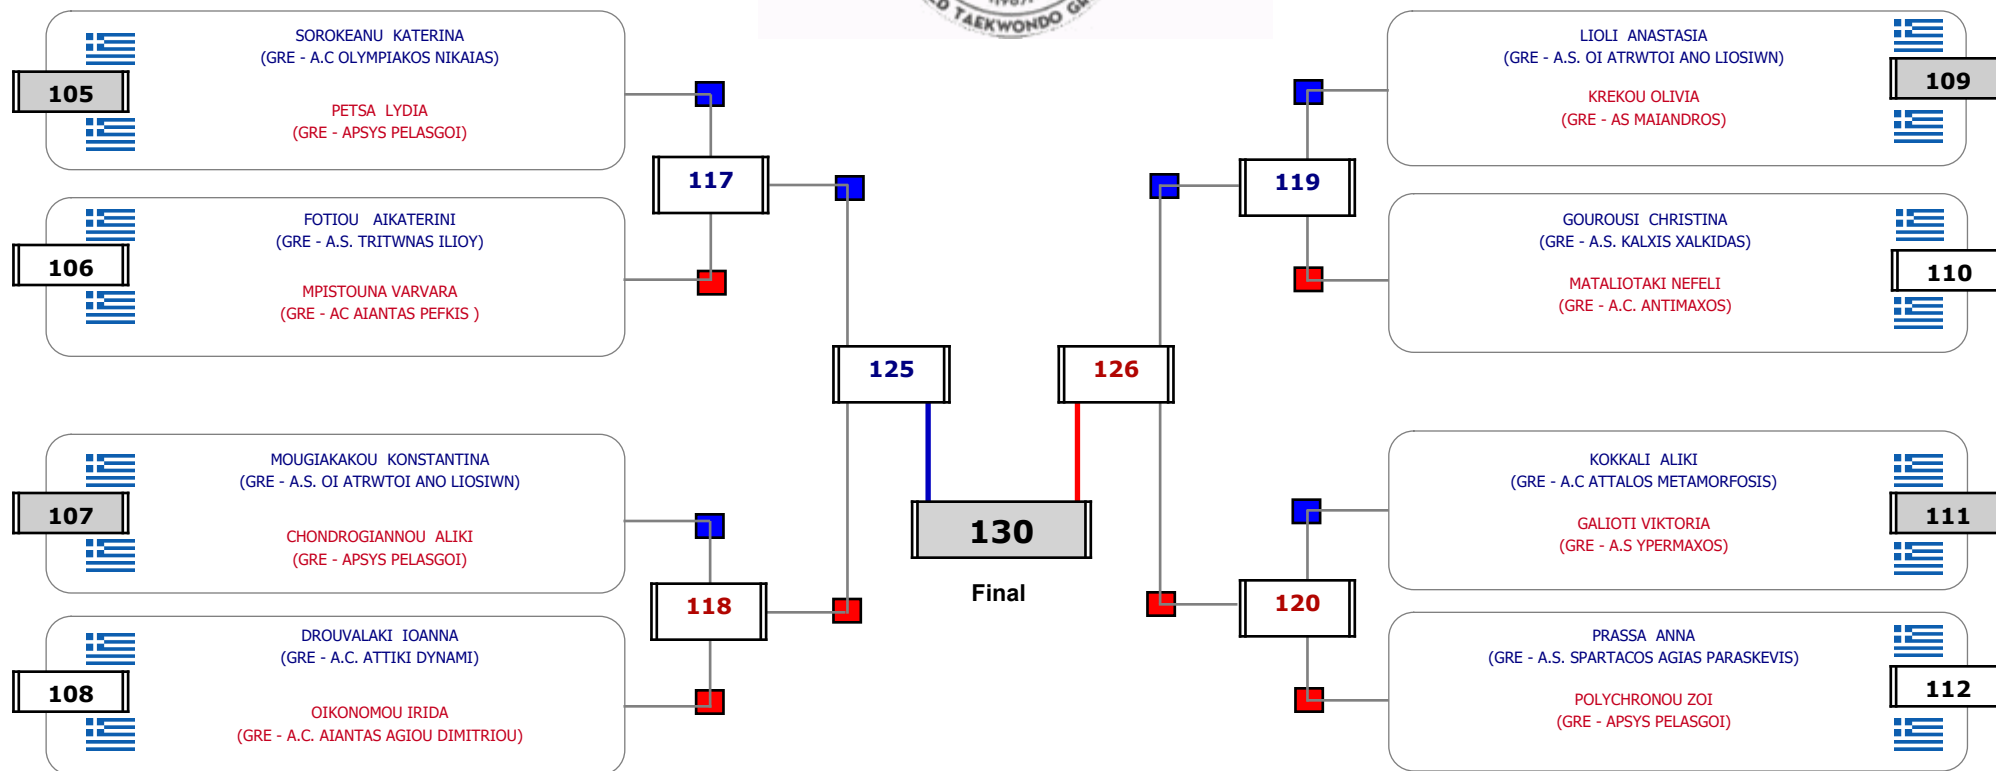 TAEKWONDO
SOROKEANU KATERINA
(GRE - A.C OLYMPIAKOS NIKAIAS)
105
PETSA LYDIA
(GRE - APSYS PELASGOI)
117
FOTIOU AIKATERINI
(GRE - A.S. TRITWNAS ILIOY)
106
MPISTOUNA VARVARA
(GRE - AC AIANTAS PEFKIS )
125
MOUGIAKAKOU KONSTANTINA
(GRE - A.S. OI ATRWTOI ANO LIOSIWN)
107
CHONDROGIANNOU ALIKI
(GRE - APSYS PELASGOI)
118
DROUVALAKI IOANNA
(GRE - A.C. ATTIKI DYNAMI)
108
OIKONOMOU IRIDA
(GRE - A.C. AIANTAS AGIOU DIMITRIOU)
130
Final
LIOLI ANASTASIA
(GRE - A.S. OI ATRWTOI ANO LIOSIWN)
109
KREKOU OLIVIA
(GRE - AS MAIANDROS)
119
GOUROUSI CHRISTINA
(GRE - A.S. KALXIS XALKIDAS)
110
MATALIOTAKI NEFELI
(GRE - A.C. ANTIMAXOS)
126
KOKKALI ALIKI
(GRE - A.C ATTALOS METAMORFOSIS)
111
GALIOTI VIKTORIA
(GRE - A.S YPERMAXOS)
120
PRASSA ANNA
(GRE - A.S. SPARTACOS AGIAS PARASKEVIS)
112
POLYCHRONOU ZOI
(GRE - APSYS PELASGOI)